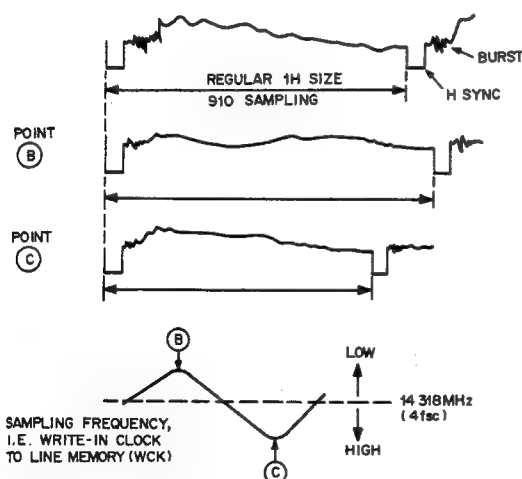 BURST
H SYNC
REGULAR 1H SIZE
910 SAMPLING
POINT
B
POINT
C
B
LOW
14 318MHz
(4fsc)
HIGH
SAMPLING FREQUENCY,
I.E. WRITE-IN CLOCK
TO LINE MEMORY (WCK)
C